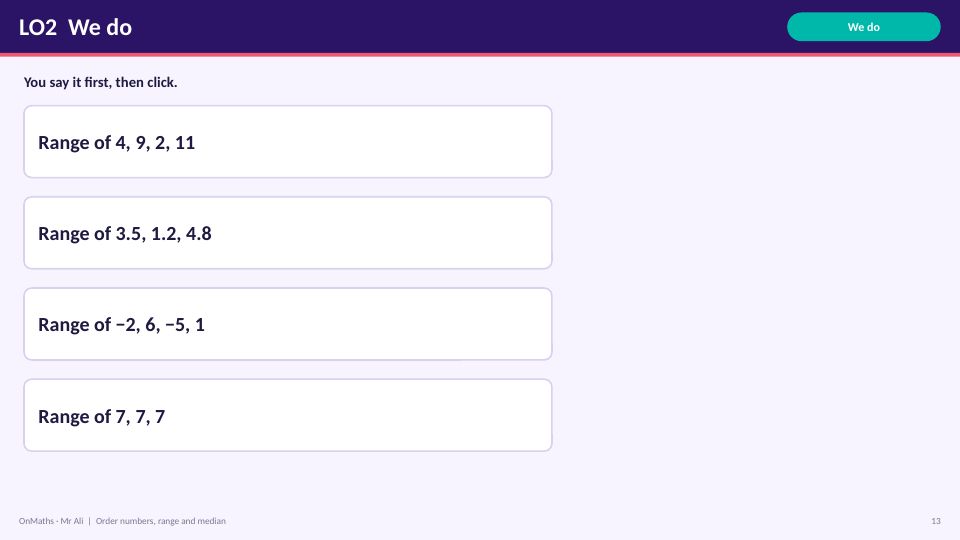 LO2  We do
We do
You say it first, then click.
Range of 4, 9, 2, 11
Range of 3.5, 1.2, 4.8
Range of −2, 6, −5, 1
Range of 7, 7, 7
OnMaths - Mr Ali  |  Order numbers, range and median
13